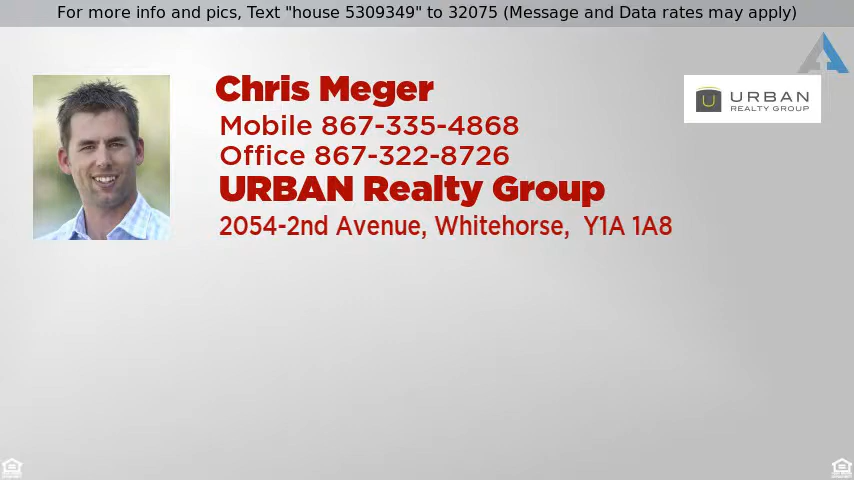 For more info and pics, Text "house 5309349" to 32075 (Message and Data rates may apply)
Chris Meger
URBAN
REALTY GROUP
Mobile 867-335-4868
Office 867-322-8726
URBAN Realty Group
2054-2nd Avenue, Whitehorse, Y1A 1A8